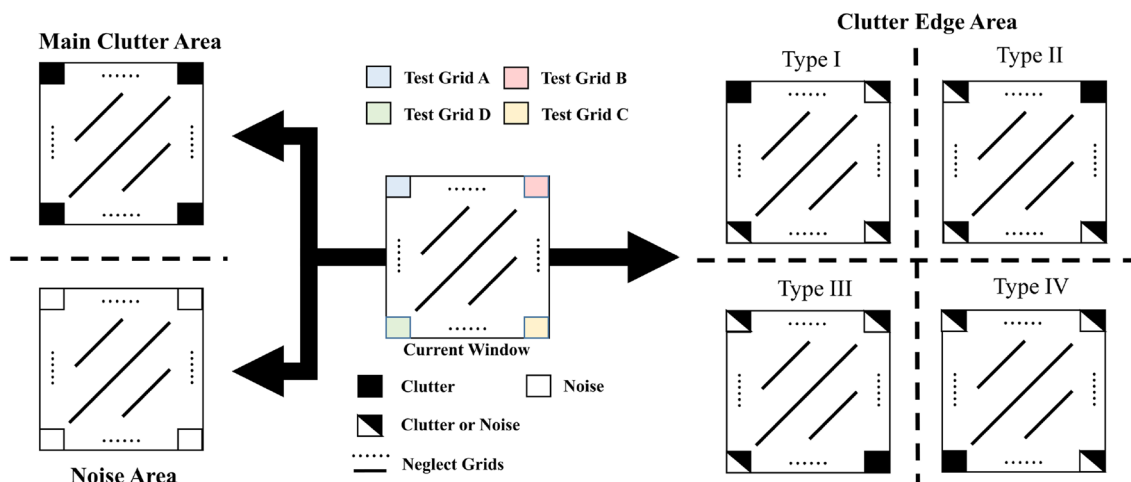 Main Clutter Area
Noise Area
Test Grid A
Test Grid B
Test Grid D
Test Grid C
Current Window
Clutter
Noise
Clutter or Noise
Neglect Grids
Clutter Edge Area
Type I
Type II
Type III
Type IV